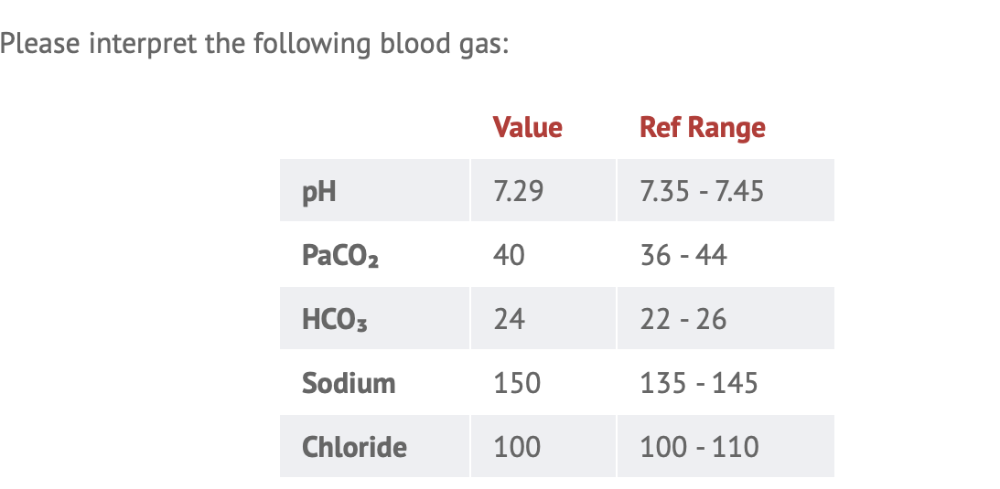 Please interpret the following blood gas:
Value Ref Range
pH 7.29 7.35 - 7.45
PaCO₂ 40 36 - 44
HCO₃ 24 22 - 26
Sodium 150 135 - 145
Chloride 100 100 - 110